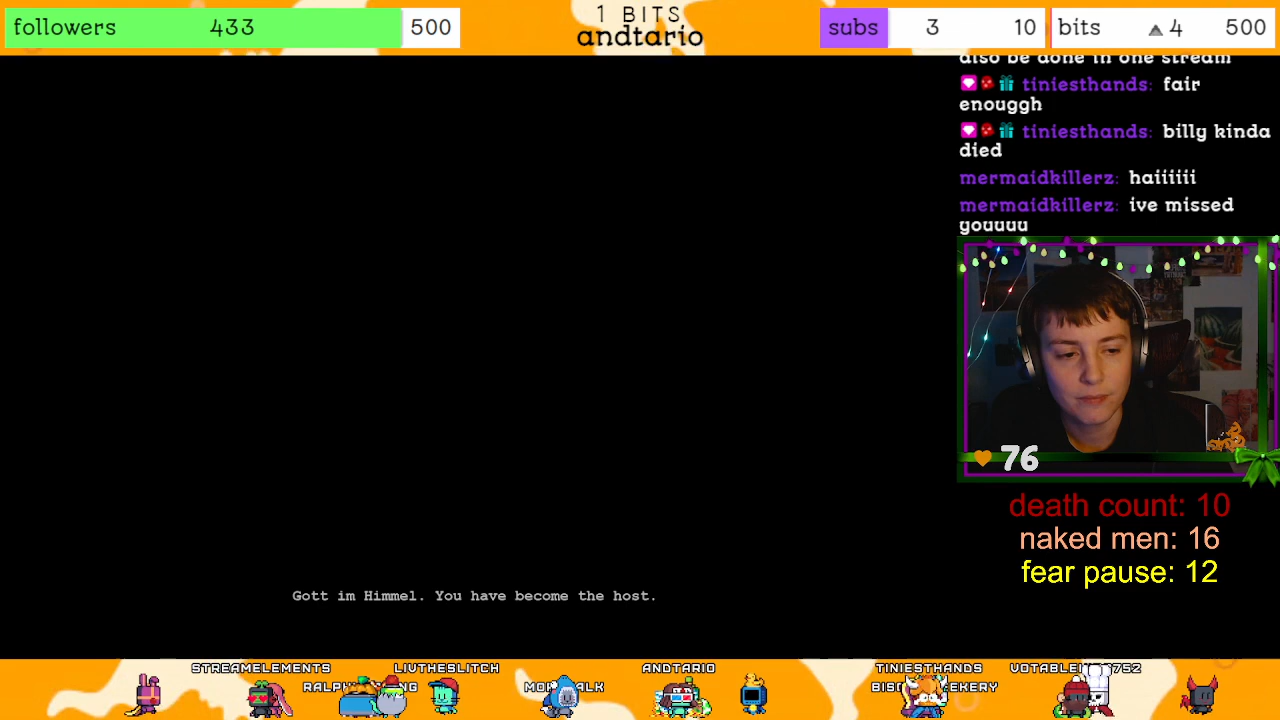 followers 433 500
1 BITS
andtario
subs 3 10
bits 4 500
also be done in one stream
tiniesthands: fair
enouggh
tiniesthands: billy kinda
died
mermaidkillerz: haiiiiii
mermaidkillerz: ive missed
youuuu
76
death count: 10
naked men: 16
fear pause: 12
Gott im Himmel. You have become the host.
STREAMELEMENTS
LIVTHESLITCH
ANDTARIO
TINIESTHANDS